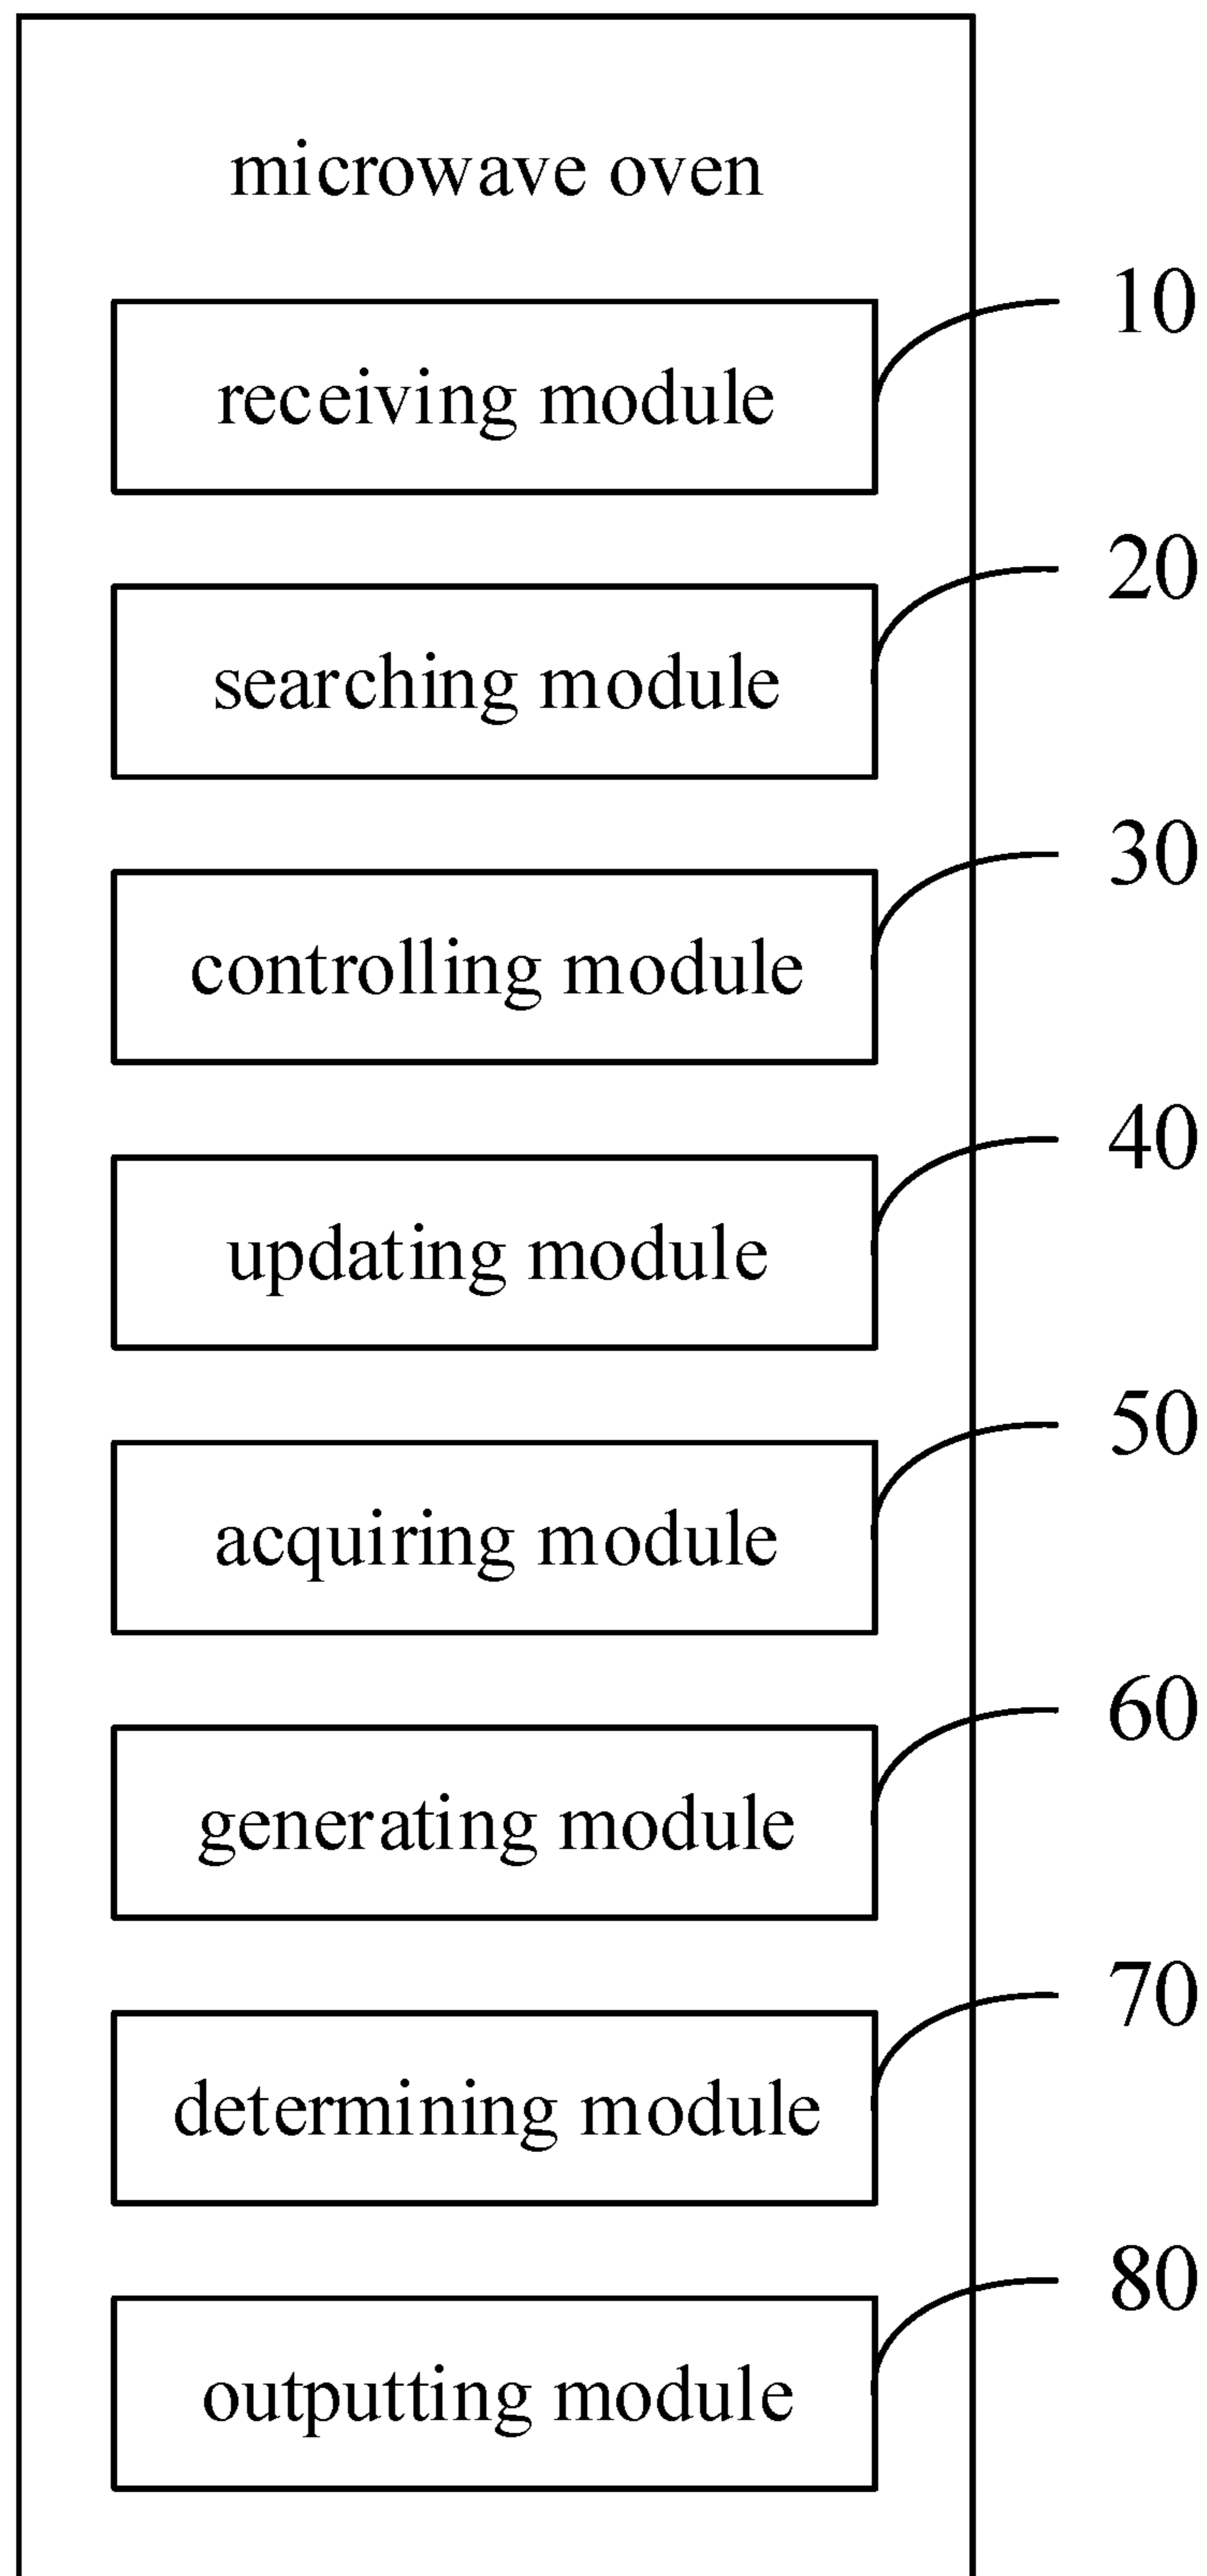 microwave oven
receiving module
10
searching module
20
controlling module
30
updating module
40
acquiring module
50
generating module
60
determining module
70
outputting module
80